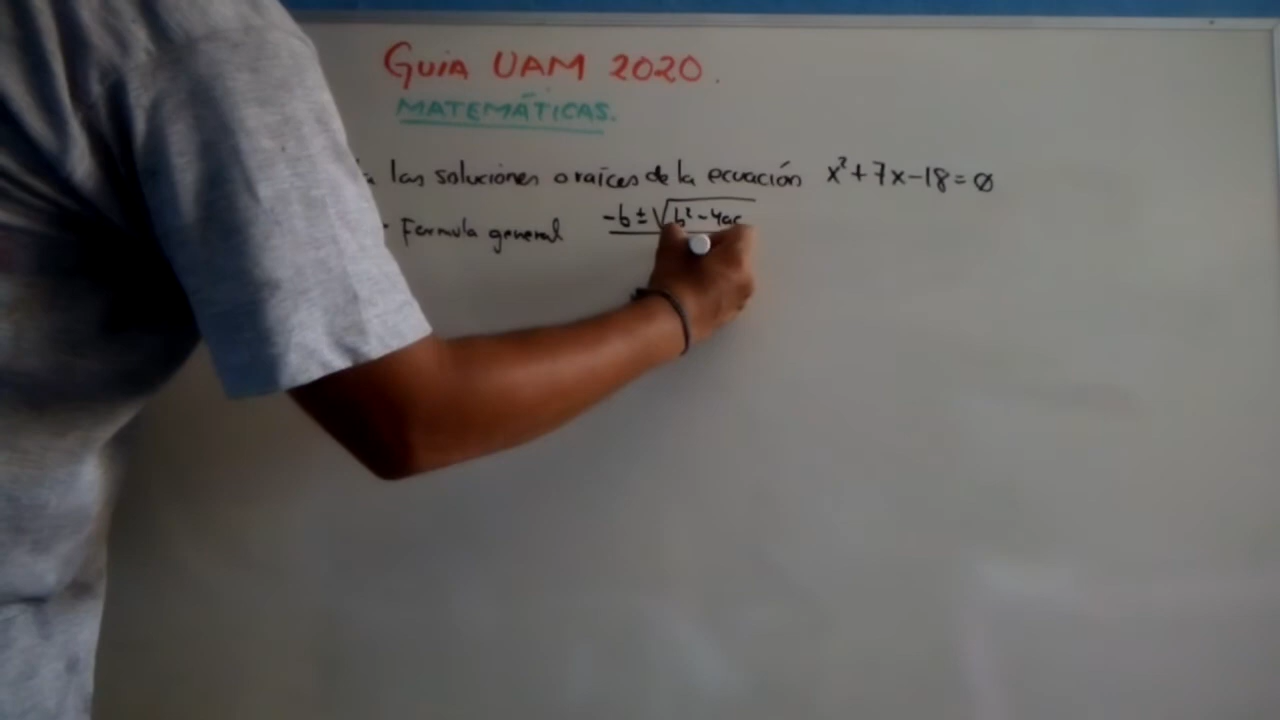 Guia UAM 2020.
MATEMÁTICAS.
las soluciones o raíces de la ecuación x² + 7x - 18 = 0
Formula general -b ± √b² - 4ac